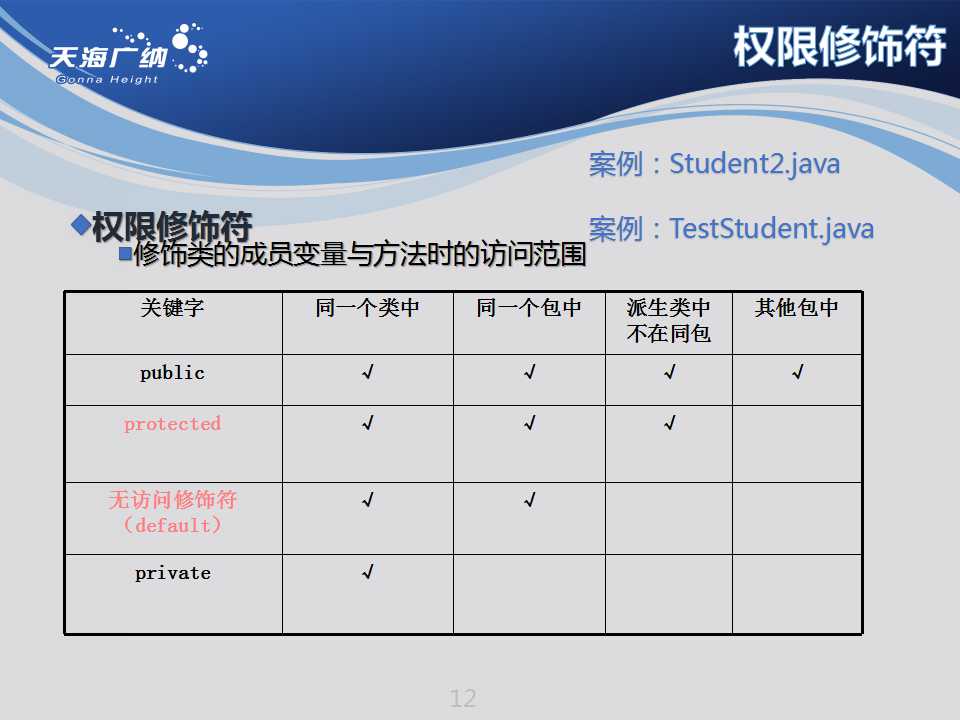 天海广纳
Gonna Height
权限修饰符
案例：Student2.java
权限修饰符
案例：TestStudent.java
修饰类的成员变量与方法时的访问范围
关键字 同一个类中 同一个包中 派生类中 其他包中
不在同包
public √ √ √ √
protected √ √ √
无访问修饰符 √ √
（default）
private √
12